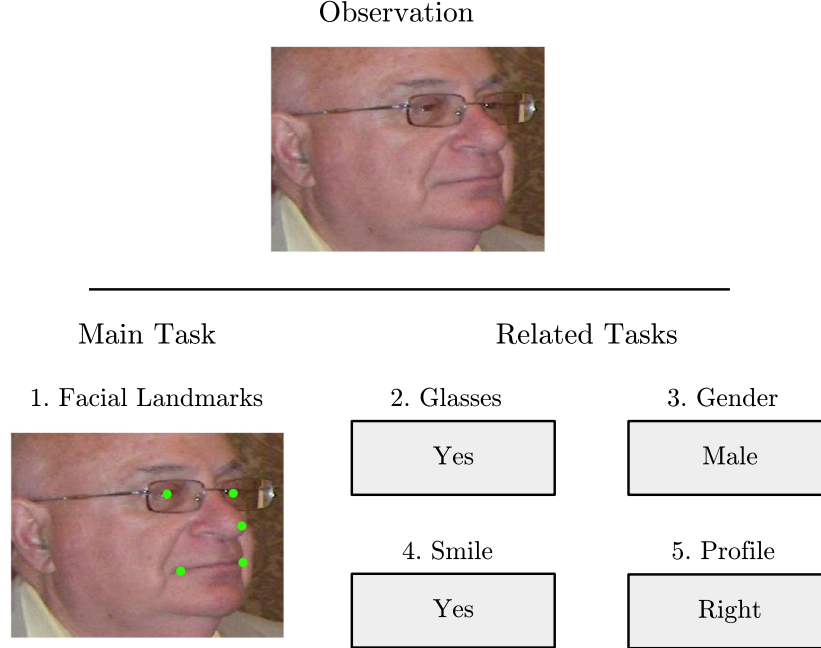 Observation
Main Task
Related Tasks
1. Facial Landmarks
2. Glasses
3. Gender
Yes
Male
4. Smile
5. Profile
Yes
Right